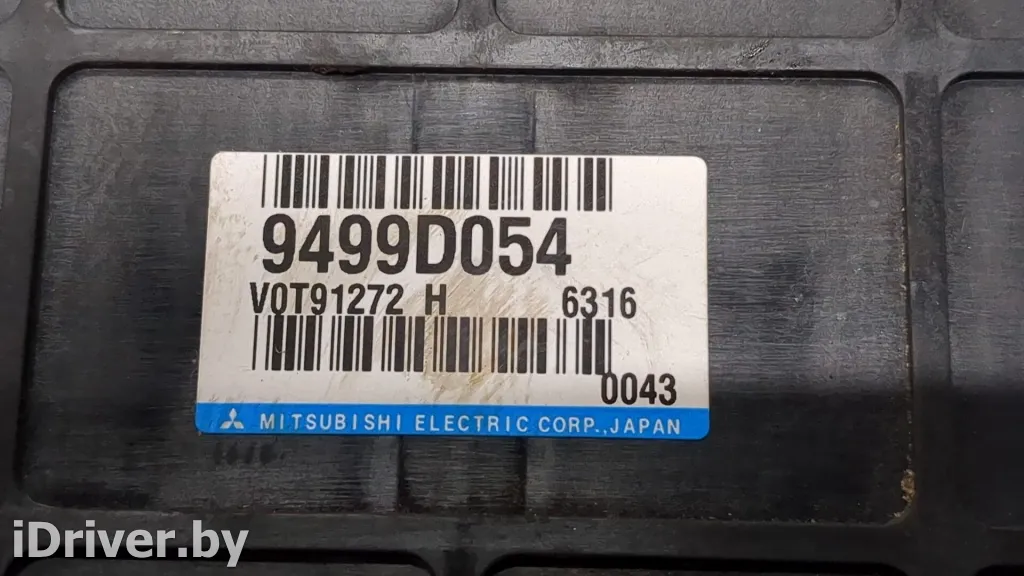 9499D054
V0T91272 H 6316
0043
MITSUBISHI ELECTRIC CORP.,JAPAN
iDriver.by